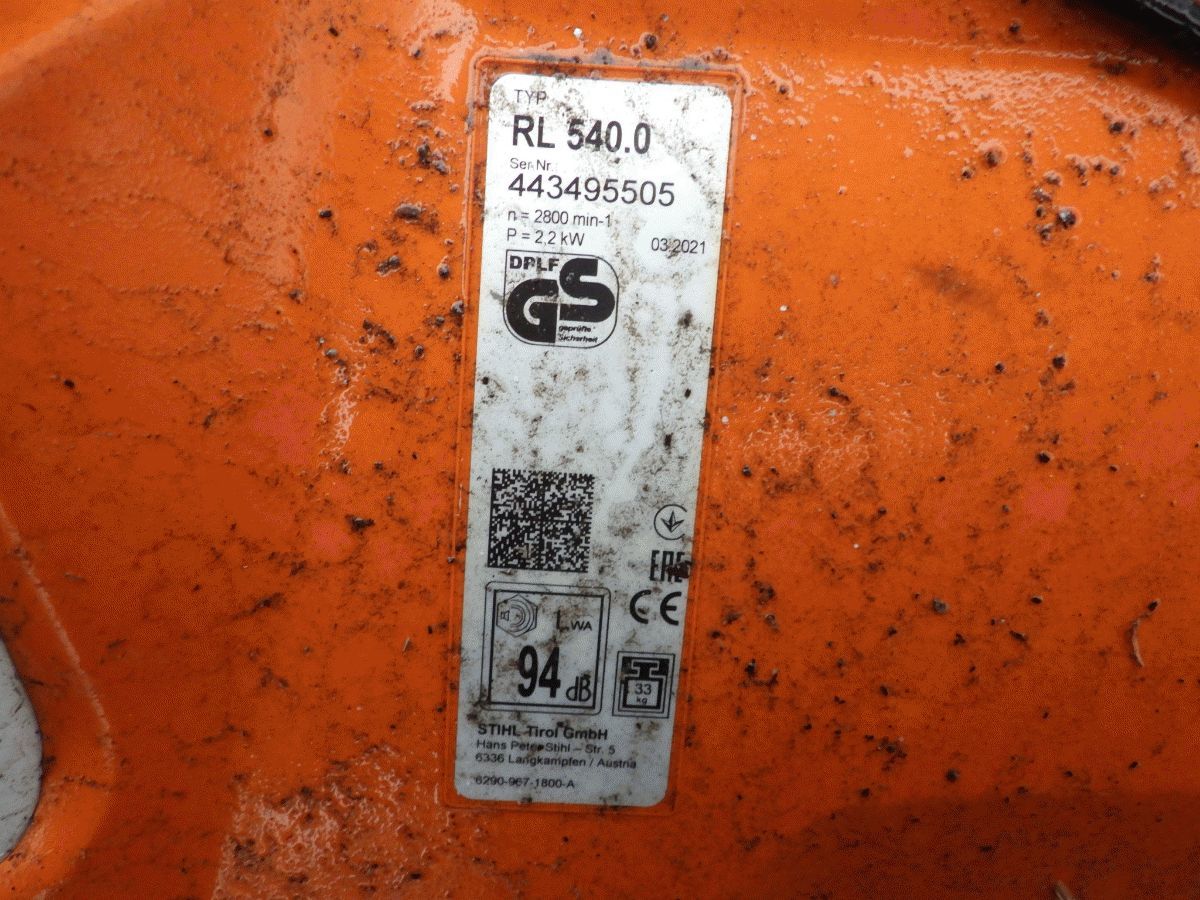 TYP
RL 540.0
Ser Nr.
443495505
n = 2800 min-1
P = 2,2 kW 03.2021
DPLF
GS
geprüfte
Sicherheit
EAC
CE
LWA
94 dB
33
kg
STIHL Tirol GmbH
Hans Peter Stihl – Str. 5
6336 Langkampfen / Austria
6290-967-1800-A